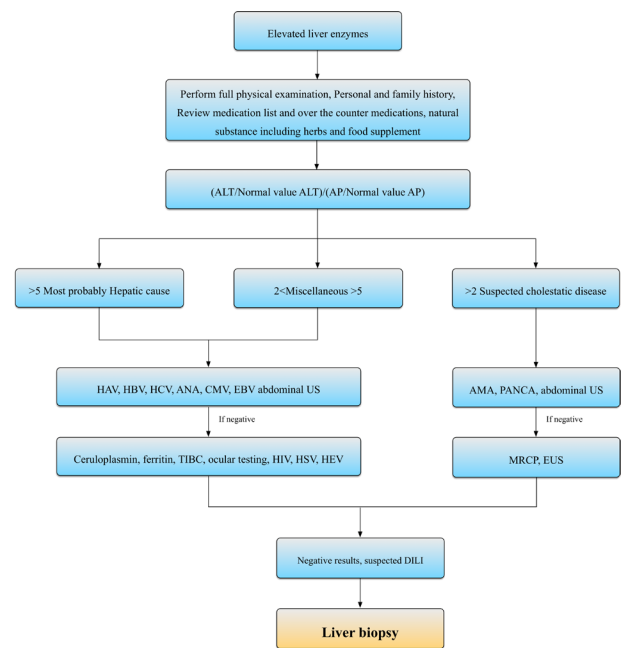 Elevated liver enzymes
Perform full physical examination, Personal and family history,
Review medication list and over the counter medications, natural
substance including herbs and food supplement
(ALT/Normal value ALT)/(AP/Normal value AP)
>5 Most probably Hepatic cause
2<Miscellaneous >5
>2 Suspected cholestatic disease
HAV, HBV, HCV, ANA, CMV, EBV abdominal US
AMA, PANCA, abdominal US
If negative
If negative
Ceruloplasmin, ferritin, TIBC, ocular testing, HIV, HSV, HEV
MRCP, EUS
Negative results, suspected DILI
Liver biopsy